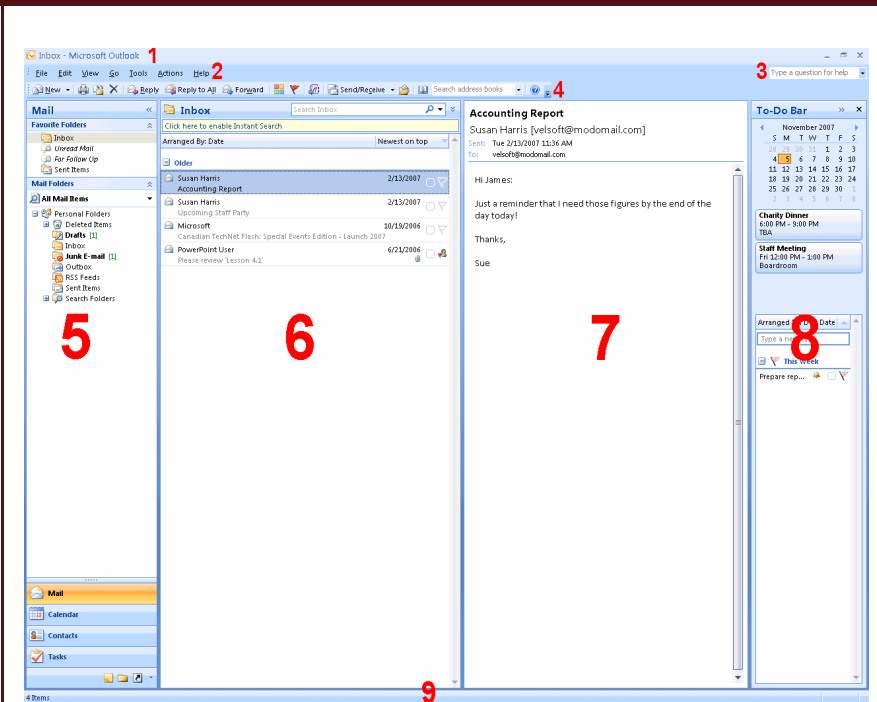 Inbox - Microsoft Outlook 1
File Edit View Go Tools Actions Help 2
3 Type a question for help
New Reply Reply to All Forward Send/Receive Search address books 4
Mail «
Favorite Folders
Inbox
Unread Mail
For Follow Up
Sent Items
Mail Folders
All Mail Items
Personal Folders
Deleted Items
Drafts [1]
Inbox
Junk E-mail [1]
Outbox
RSS Feeds
Sent Items
Search Folders
5
Mail
Calendar
Contacts
Tasks
Inbox Search Inbox
Click here to enable Instant Search
Arranged By: Date Newest on top
Older
Susan Harris 2/13/2007
Accounting Report
Susan Harris 2/13/2007
Upcoming Staff Party
Microsoft 10/19/2006
Canadian TechNet Flash: Special Events Edition - Launch 2007
PowerPoint User 6/21/2006
Please review 'Lesson 4.1'
6
Accounting Report
Susan Harris [velsoft@modomail.com]
Sent: Tue 2/13/2007 11:36 AM
To: velsoft@modomail.com
Hi James:
Just a reminder that I need those figures by the end of the
day today!
Thanks,
Sue
7
To-Do Bar » ×
November 2007
S M T W T F S
28 29 30 31 1 2 3
4 5 6 7 8 9 10
11 12 13 14 15 16 17
18 19 20 21 22 23 24
25 26 27 28 29 30 1
2 3 4 5 6 7 8
Charity Dinner
6:00 PM - 9:00 PM
TBA
Staff Meeting
Fri 12:00 PM - 1:00 PM
Boardroom
Arranged Date
Type a
8
This Week
Prepare rep...
4 Items
9